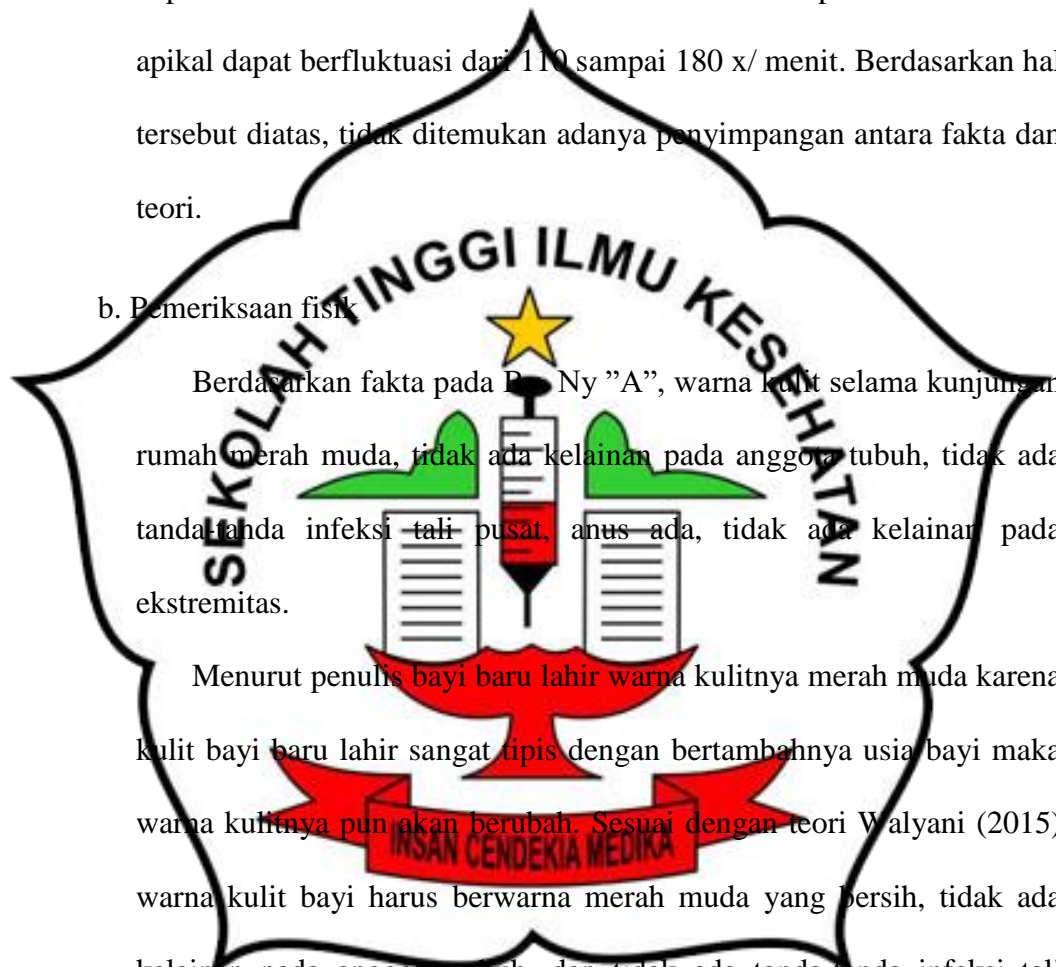 apikal dapat berfluktuasi dari 110 sampai 180 x/ menit. Berdasarkan hal
tersebut diatas, tidak ditemukan adanya penyimpangan antara fakta dan
teori.
SEKOLAH TINGGI ILMU KESEHATAN
b. Pemeriksaan fisik
Berdasarkan fakta pada Ny ”A”, warna kulit selama kunjungan
rumah merah muda, tidak ada kelainan pada anggota tubuh, tidak ada
tanda-tanda infeksi tali pusat, anus ada, tidak ada kelainan pada
ekstremitas.
Menurut penulis bayi baru lahir warna kulitnya merah muda karena
kulit bayi baru lahir sangat tipis dengan bertambahnya usia bayi maka
warna kulitnya pun akan berubah. Sesuai dengan teori Walyani (2015)
INSAN CENDEKIA MEDIKA
warna kulit bayi harus berwarna merah muda yang bersih, tidak ada